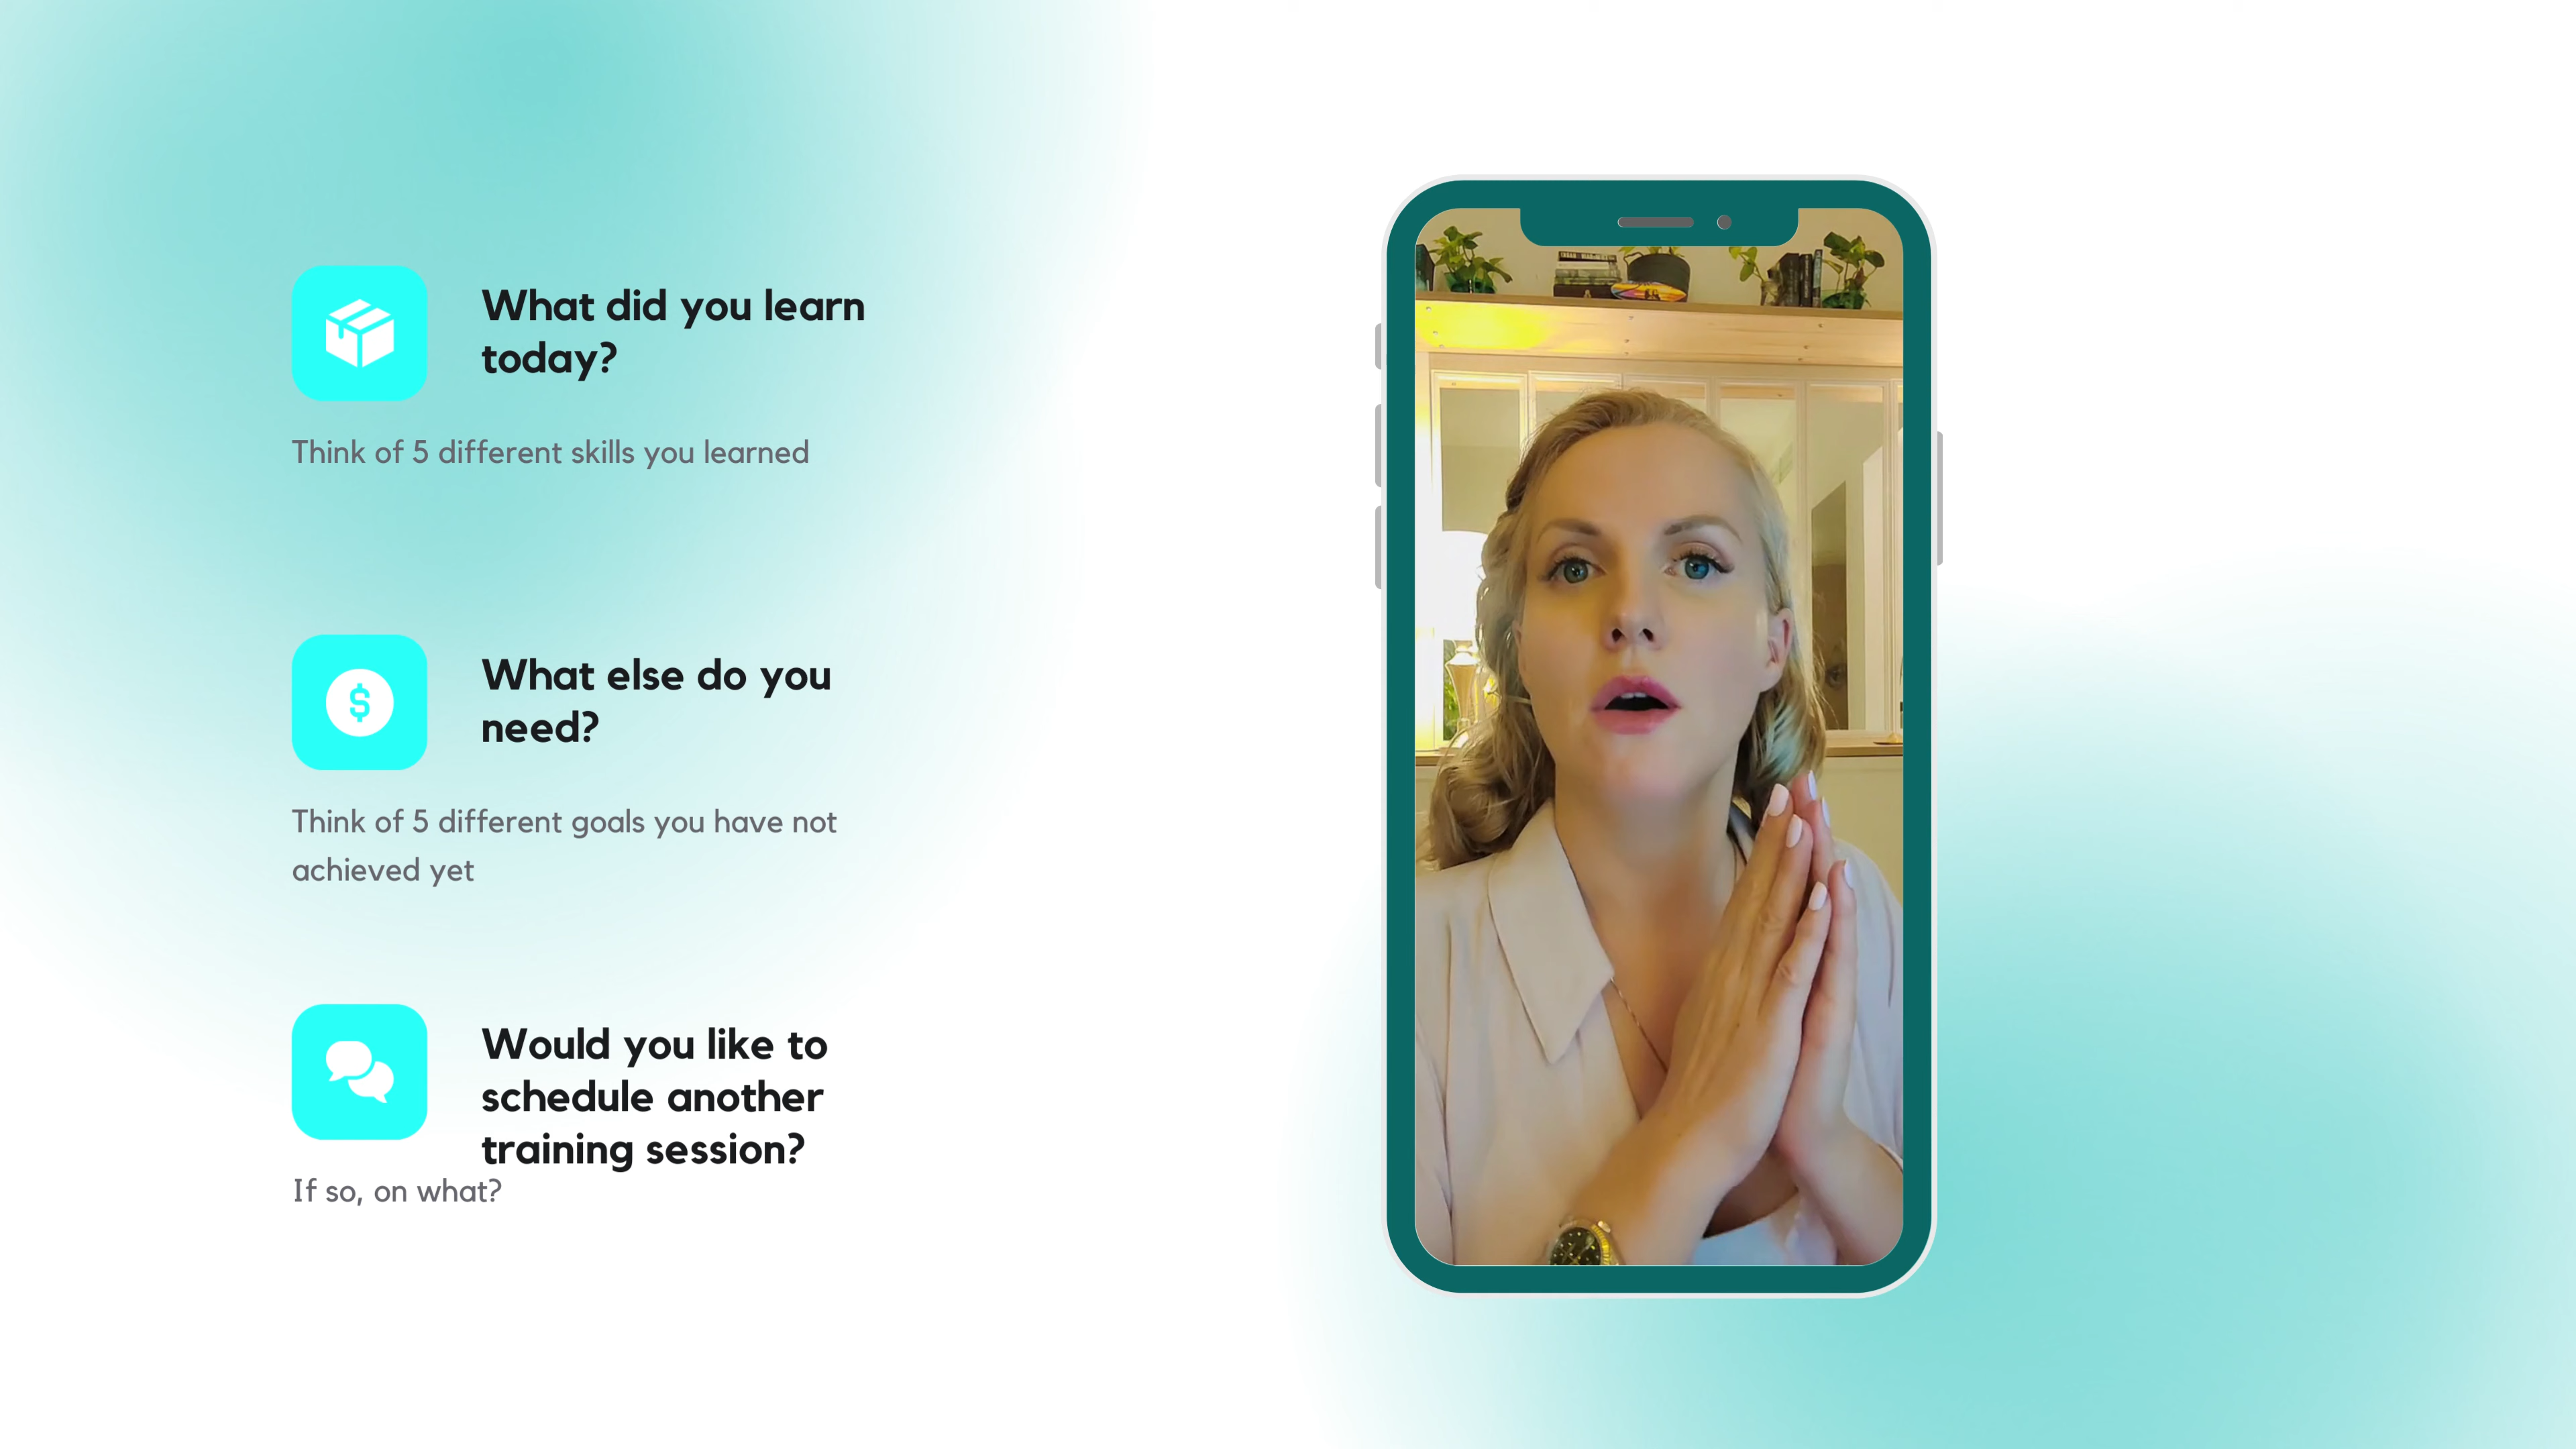 What did you learn
today?
Think of 5 different skills you learned
What else do you
need?
Think of 5 different goals you have not
achieved yet
Would you like to
schedule another
training session?
If so, on what?